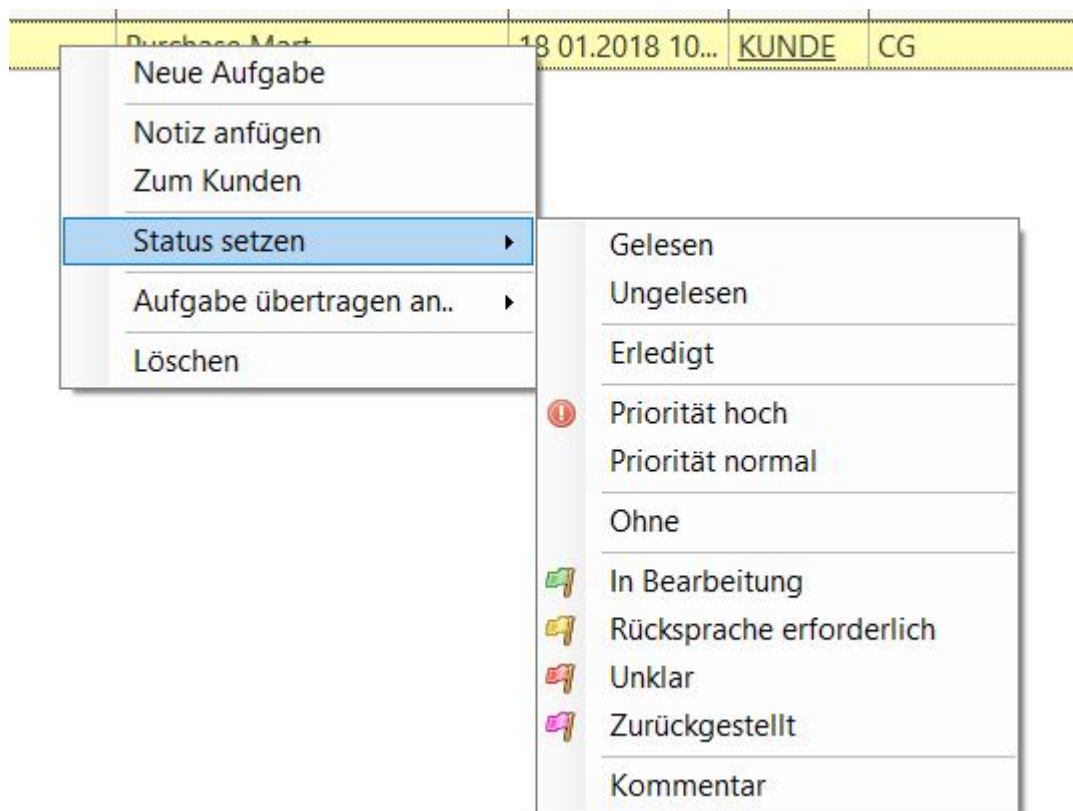 18 01.2018 10... KUNDE CG
Neue Aufgabe
Notiz anfügen
Zum Kunden
Status setzen
Aufgabe übertragen an..
Löschen
Gelesen
Ungelesen
Erledigt
Priorität hoch
Priorität normal
Ohne
In Bearbeitung
Rücksprache erforderlich
Unklar
Zurückgestellt
Kommentar